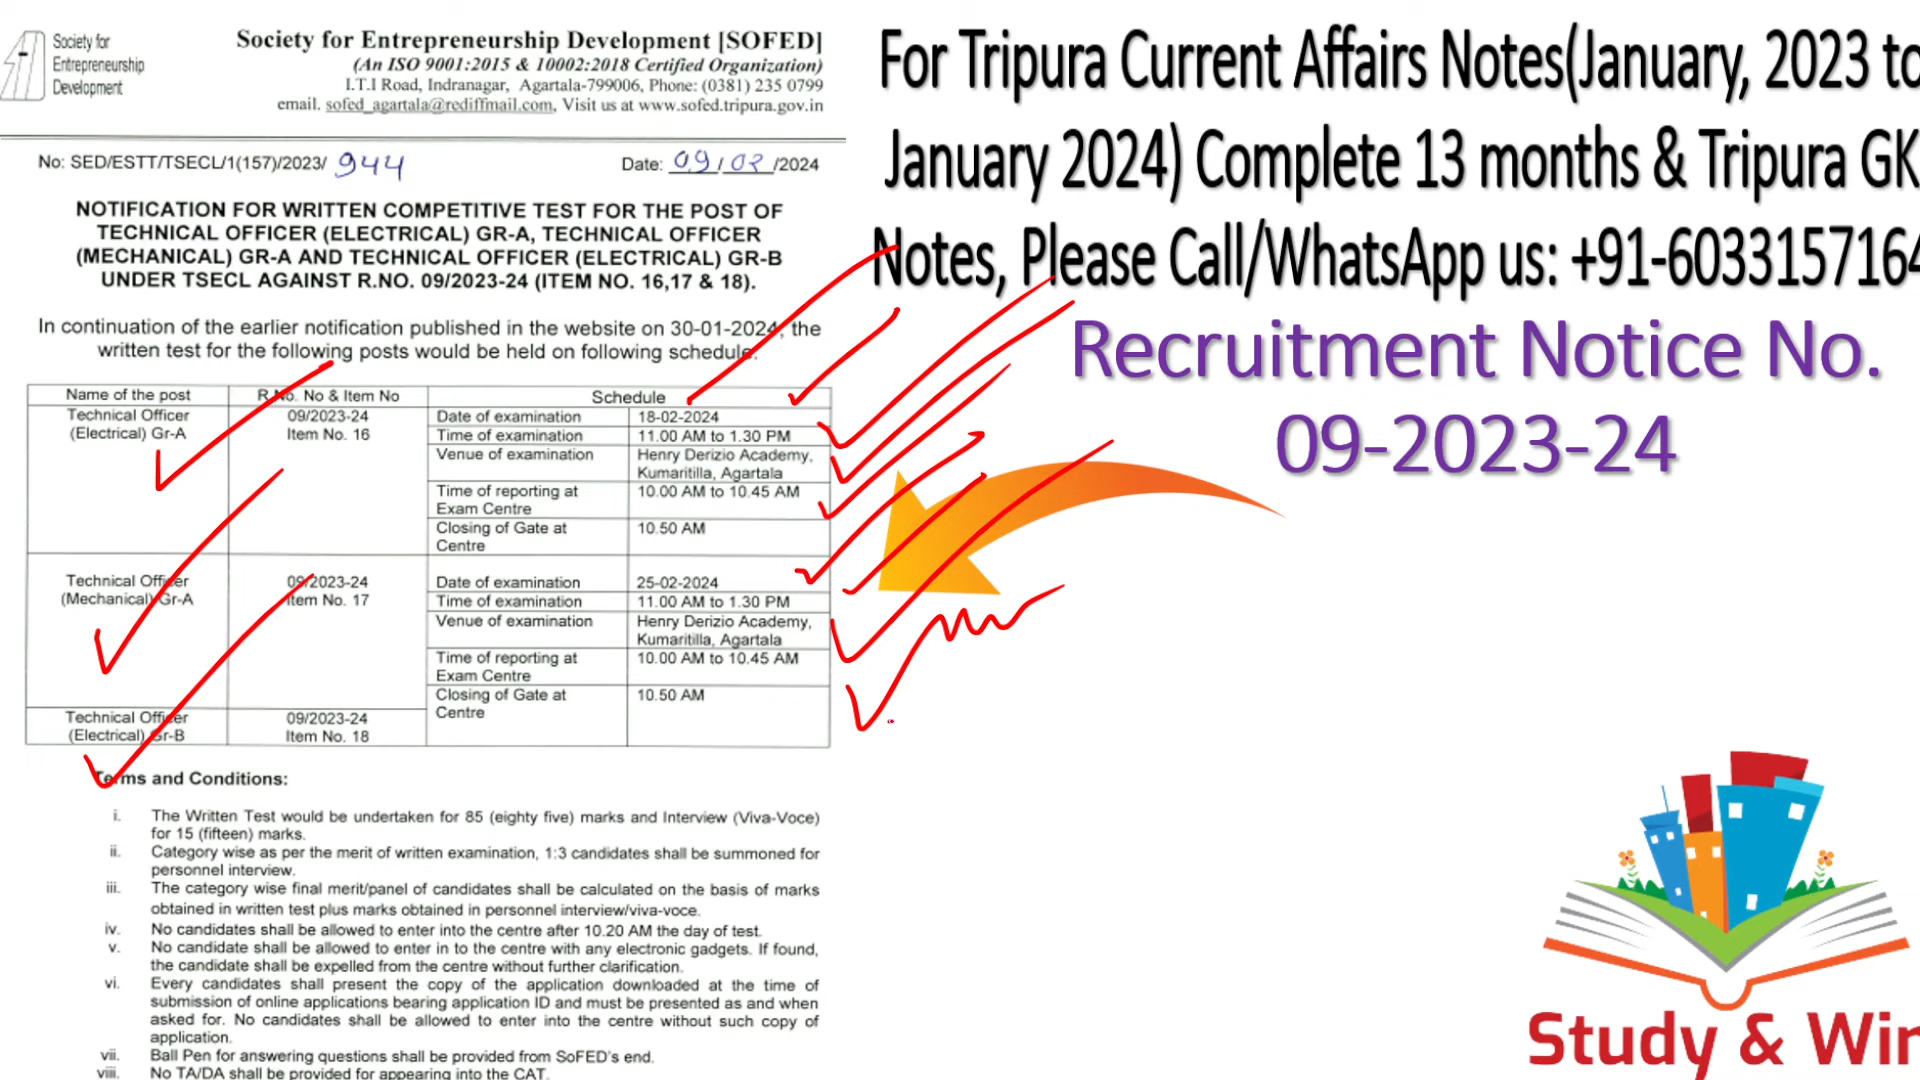 Society for
Entrepreneurship
Development
Society for Entrepreneurship Development [SOFED]
(An ISO 9001:2015 & 10002:2018 Certified Organization)
I.T.I Road, Indranagar, Agartala-799006, Phone: (0381) 235 0799
email. sofed_agartala@rediffmail.com, Visit us at www.sofed.tripura.gov.in
No: SED/ESTT/TSECL/1(157)/2023/ 944
Date: 09/02/2024
NOTIFICATION FOR WRITTEN COMPETITIVE TEST FOR THE POST OF
TECHNICAL OFFICER (ELECTRICAL) GR-A, TECHNICAL OFFICER
(MECHANICAL) GR-A AND TECHNICAL OFFICER (ELECTRICAL) GR-B
UNDER TSECL AGAINST R.NO. 09/2023-24 (ITEM NO. 16,17 & 18).
In continuation of the earlier notification published in the website on 30-01-2024, the
written test for the following posts would be held on following schedule.
Name of the post R.No. No & Item No Schedule
Technical Officer (Electrical) Gr-A
09/2023-24 Item No. 16
Date of examination 18-02-2024
Time of examination 11.00 AM to 1.30 PM
Venue of examination Henry Derizio Academy, Kumaritilla, Agartala
Time of reporting at Exam Centre 10.00 AM to 10.45 AM
Closing of Gate at Centre 10.50 AM
Technical Officer (Mechanical) Gr-A
09/2023-24 Item No. 17
Date of examination 25-02-2024
Time of examination 11.00 AM to 1.30 PM
Venue of examination Henry Derizio Academy, Kumaritilla, Agartala
Time of reporting at Exam Centre 10.00 AM to 10.45 AM
Closing of Gate at Centre 10.50 AM
Technical Officer (Electrical) Gr-B
09/2023-24 Item No. 18
Terms and Conditions:
i. The Written Test would be undertaken for 85 (eighty five) marks and Interview (Viva-Voce)
for 15 (fifteen) marks.
ii. Category wise as per the merit of written examination, 1:3 candidates shall be summoned for
personnel interview.
iii. The category wise final merit/panel of candidates shall be calculated on the basis of marks
obtained in written test plus marks obtained in personnel interview/viva-voce.
iv. No candidates shall be allowed to enter into the centre after 10.20 AM the day of test.
v. No candidate shall be allowed to enter in to the centre with any electronic gadgets. If found,
the candidate shall be expelled from the centre without further clarification.
vi. Every candidates shall present the copy of the application downloaded at the time of
submission of online applications bearing application ID and must be presented as and when
asked for. No candidates shall be allowed to enter into the centre without such copy of
application.
vii. Ball Pen for answering questions shall be provided from SoFED's end.
viii. No TA/DA shall be provided for appearing into the CAT.
For Tripura Current Affairs Notes(January, 2023 to
January 2024) Complete 13 months & Tripura GK
Notes, Please Call/WhatsApp us: +91-6033157164
Recruitment Notice No.
09-2023-24
Study & Win